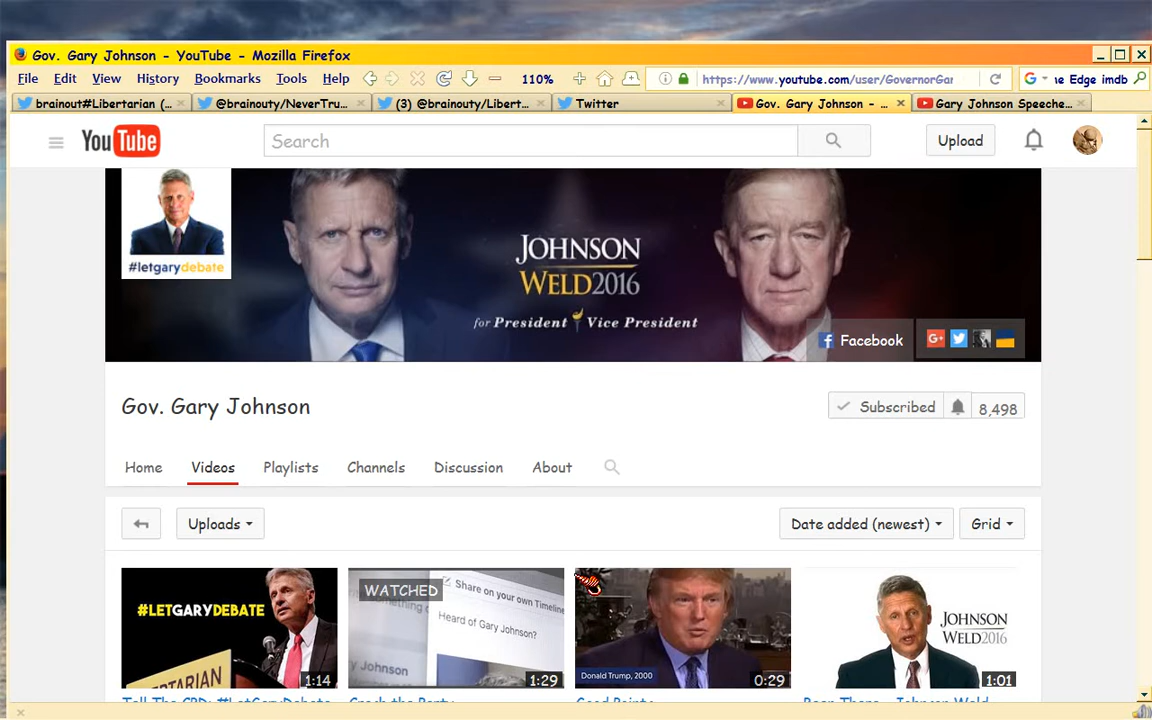 Gov. Gary Johnson - YouTube - Mozilla Firefox
File Edit View History Bookmarks Tools Help 110% https://www.youtube.com/user/GovernorGar ie Edge imdb
brainout#Libertarian (... @brainouty/NeverTru... (3) @brainouty/Libert... Twitter Gov. Gary Johnson - ... Gary Johnson Speeche...
YouTube Search Upload
#letgarydebate
JOHNSON
WELD2016
for President Vice President
Facebook
Gov. Gary Johnson
Subscribed 8,498
Home Videos Playlists Channels Discussion About
Uploads Date added (newest) Grid
#LETGARYDEBATE
1:14
WATCHED
Share on your own Timeline
Heard of Gary Johnson?
Johnson
1:29
Donald Trump, 2000
0:29
JOHNSON
WELD2016
1:01